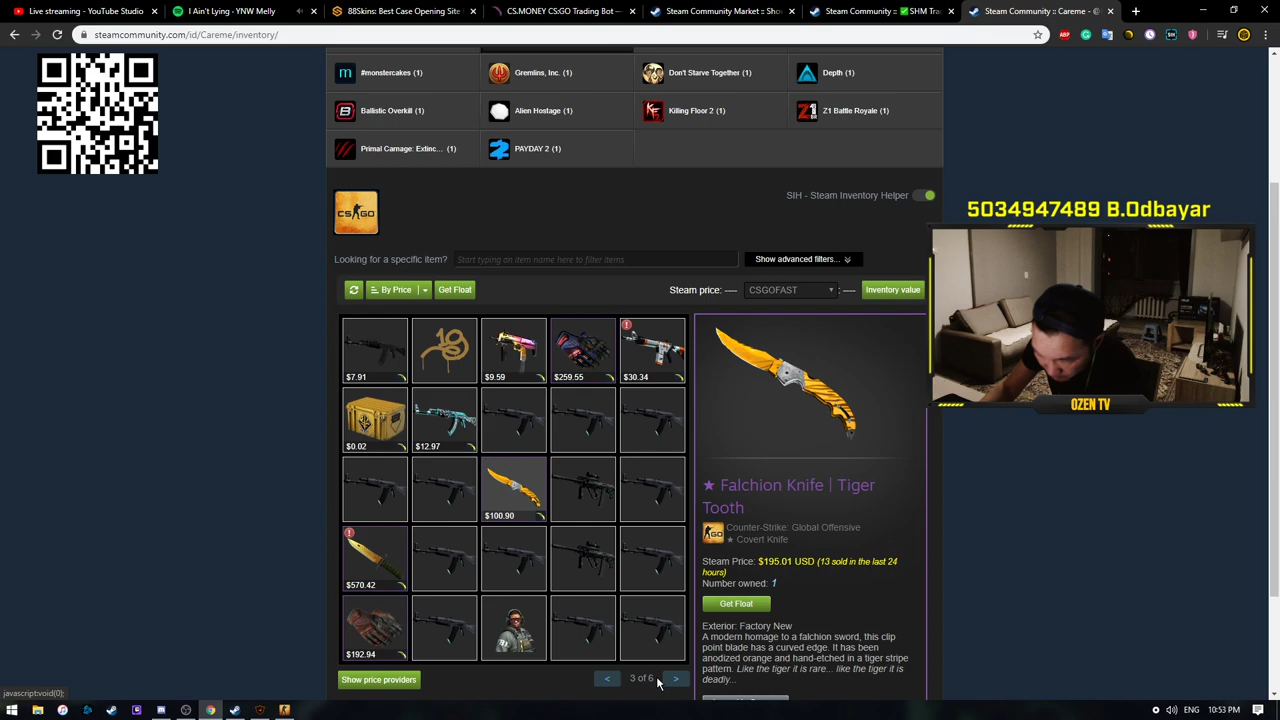 Live streaming - YouTube Studio
I Ain't Lying - YNW Melly
88Skins: Best Case Opening Site
CS.MONEY CS:GO Trading Bot —
Steam Community Market :: Show
Steam Community :: ✅SHM Tra
Steam Community :: Careme ·@
steamcommunity.com/id/Careme/inventory/
#monstercakes (1)
Gremlins, Inc. (1)
Don't Starve Together (1)
Depth (1)
Ballistic Overkill (1)
Alien Hostage (1)
Killing Floor 2 (1)
Z1 Battle Royale (1)
Primal Carnage: Extinc... (1)
PAYDAY 2 (1)
CS GO
SIH - Steam Inventory Helper
5034947489 B.Odbayar
Looking for a specific item?
Start typing an item name here to filter items
Show advanced filters...
By Price
Get Float
Steam price: ----
CSGOFAST
: ----
Inventory value
$7.91
$9.59
$259.55
$30.34
$0.02
$12.97
$100.90
$570.42
$192.94
OZEN TV
★ Falchion Knife | Tiger
Tooth
Counter-Strike: Global Offensive
★ Covert Knife
Steam Price: $195.01 USD (13 sold in the last 24
hours)
Number owned: 1
Get Float
Exterior: Factory New
A modern homage to a falchion sword, this clip
point blade has a curved edge. It has been
anodized orange and hand-etched in a tiger stripe
pattern. Like the tiger it is rare... like the tiger it is
deadly...
Show price providers
<
3 of 6
>
javascript:void(0);
ENG
10:53 PM